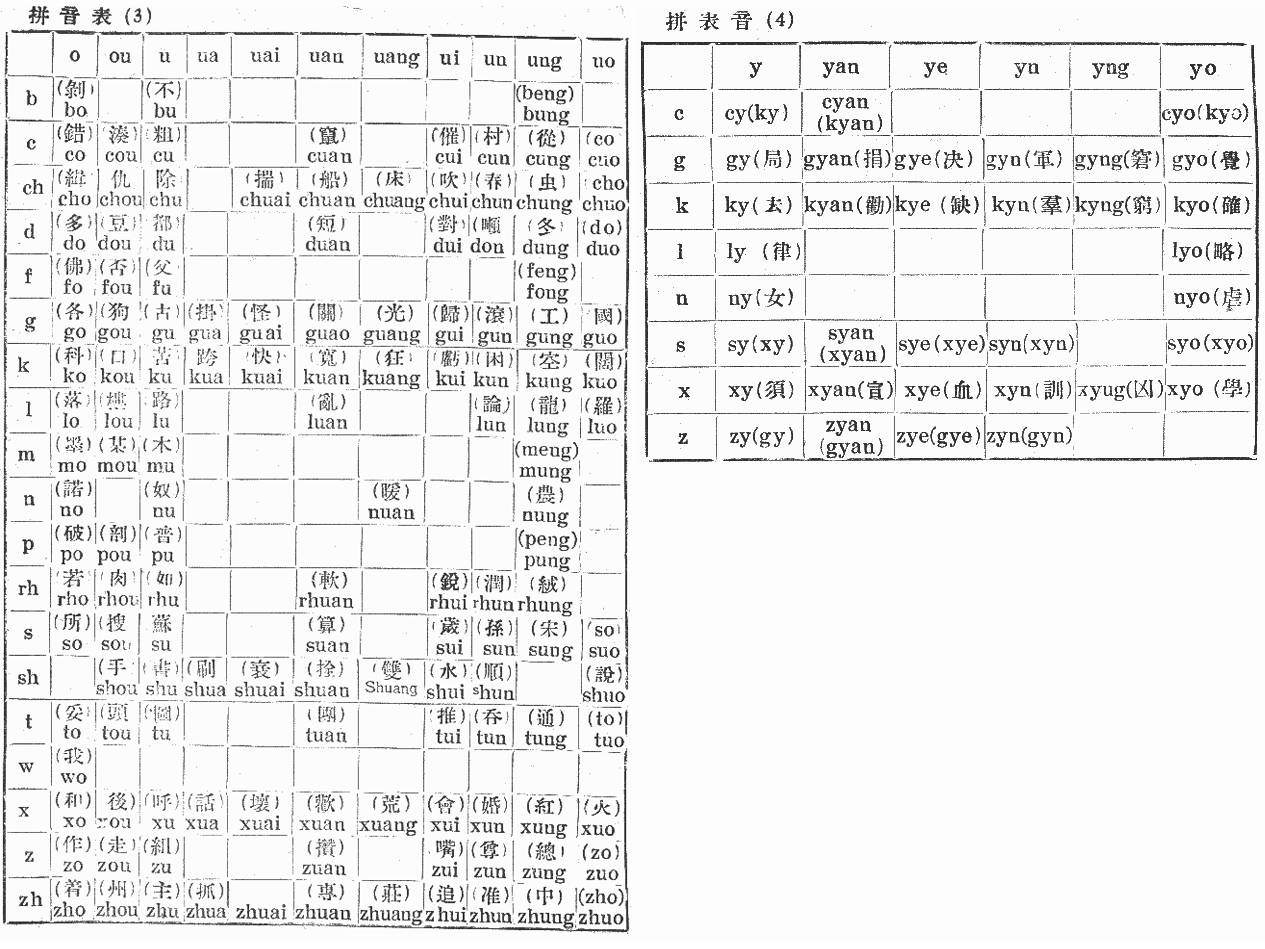 拼音表(3)
o ou u ua uai uan uang ui un ung uo
b (剝) (不) (beng)
bo bu bung
c (錯) (湊) (粗) (竄) (催) (村) (從) (co
co cou cu cuan cui cun cung cuo
ch (緝 仇 除 (揣) (船) (床) (吹 (春) (虫) cho
cho chou chu chuai chuan chuang chui chun chung chuo
d (多) (豆) (都) (短) (對) (噸 (冬) (do)
do dou du duan dui don dung duo
f (佛) (否) (父 (feng)
fo fou fu fong
g (各) (狗) (古) (掛) (怪) (關) (光) (歸) (滾) (工) 國)
go gou gu gua guai guao guang gui gun gung guo
k (科) (口) 苦 跨 (快) (寬) (狂) (虧) (困) (空) (闊)
ko kou ku kua kuai kuan kuang kui kun kung kuo
l (落) 路) (亂) (論) (龍) (羅)
lo lou lu luan lun lung luo
m (墨) (某) (木) (meng)
mo mou mu mung
n (諾) (奴) (暖) (農)
no nu nuan nung
p (破) (剖) (普) (peng)
po pou pu pung
rh 若) 肉) (如) (軟) (銳) (潤) (絨)
rho rhou rhu rhuan rhui rhun rhung
s (所) (搜 蘇 (算) (歲) (孫) (宋) (so)
so sou su suan sui sun sung suo
sh (手 (書) (刷 (衰) (拴) (雙) (水) (順) (說)
shou shu shua shuai shuan Shuang shui shun shuo
t (妥) (頭 (圖) (團) (推) (吞) (通) (to)
to tou tu tuan tui tun tung tuo
w (我)
wo
x (和) 後) (呼) (話) (壞) (歡) (荒) (會) (婚) (紅) (火)
xo xou xu xua xuai xuan xuang xui xun xung xuo
z (作) (走) (組) (攢) 嘴) (尊) (總) (zo)
zo zou zu zuan zui zun zung zuo
zh (着) (州) (主) (抓) (專) (莊) (追) (准) (中) (zho)
zho zhou zhu zhua zhuai zhuan zhuang zhui zhun zhung zhuo
拼表音(4)
y yan ye yn yng yo
c cy(ky) cyan (kyan) cyo(kyo)
g gy(局) gyan(捐) gye(决) gyn(軍) gyng(窘) gyo(覺)
k ky(去) kyan(勸) kye (缺) kyn(羣) kyng(窮) kyo(確)
l ly (律) lyo(略)
n ny(女) nyo(虐)
s sy(xy) syan (xyan) sye(xye) syn(xyn) syo(xyo)
x xy(須) xyan(宣) xye(血) xyn(訓) xyug(凶) xyo (學)
z zy(gy) zyan (gyan) zye(gye) zyn(gyn)